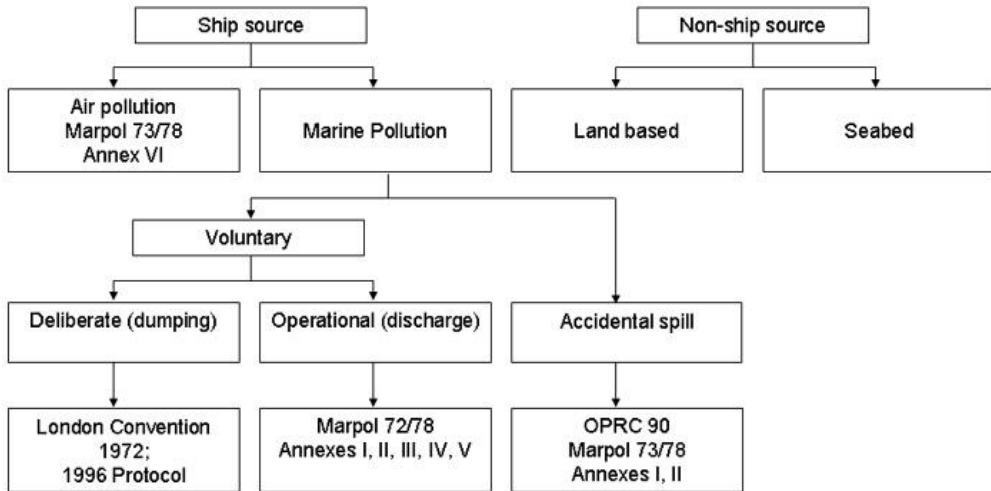 Ship source
Non-ship source
Air pollution
Marpol 73/78
Annex VI
Marine Pollution
Land based
Seabed
Voluntary
Deliberate (dumping)
Operational (discharge)
Accidental spill
London Convention
1972;
1996 Protocol
Marpol 72/78
Annexes I, II, III, IV, V
OPRC 90
Marpol 73/78
Annexes I, II